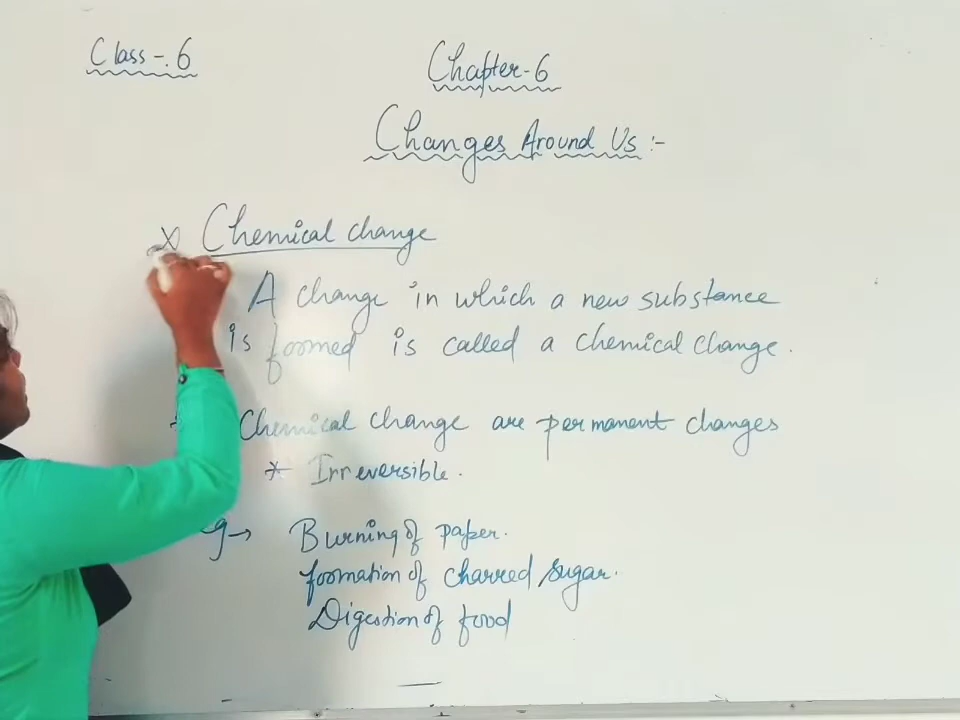 Class-.6
Chapter-6
Changes Around Us :-
Chemical change
A change in which a new substance
is formed is called a chemical change.
Chemical change are permanent changes
* Irreversible.
g→ Burning of paper.
formation of charred sugar.
Digestion of food